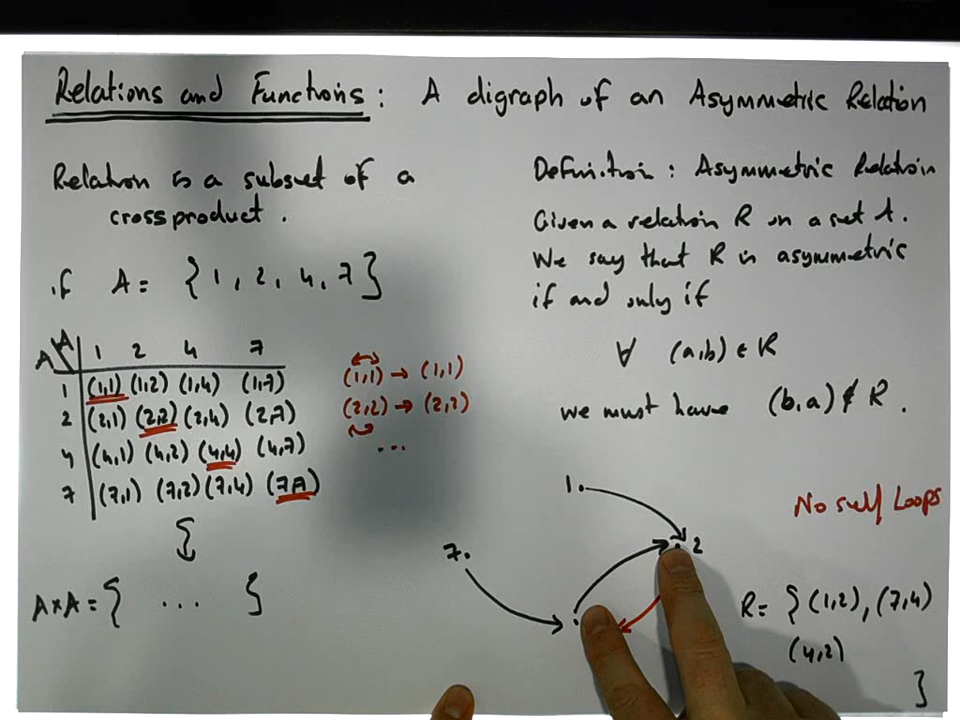 Relations and Functions: A digraph of an Asymmetric Relation
Relation is a subset of a
crossproduct.
if A = {1, 2, 4, 7}
A A 1 2 4 7
1 (1,1) (1,2) (1,4) (1,7)
2 (2,1) (2,2) (2,4) (2,7)
4 (4,1) (4,2) (4,4) (4,7)
7 (7,1) (7,2) (7,4) (7,7)
(1,1) → (1,1)
(2,2) → (2,2)
...
A×A = { ... }
Definition: Asymmetric Relation
Given a relation R on a set A.
We say that R is asymmetric
if and only if
∀ (a,b) ∈ R
we must have (b,a) ∉ R.
No self Loops
1.
7.
2
R = {(1,2), (7,4)
(4,2)
}